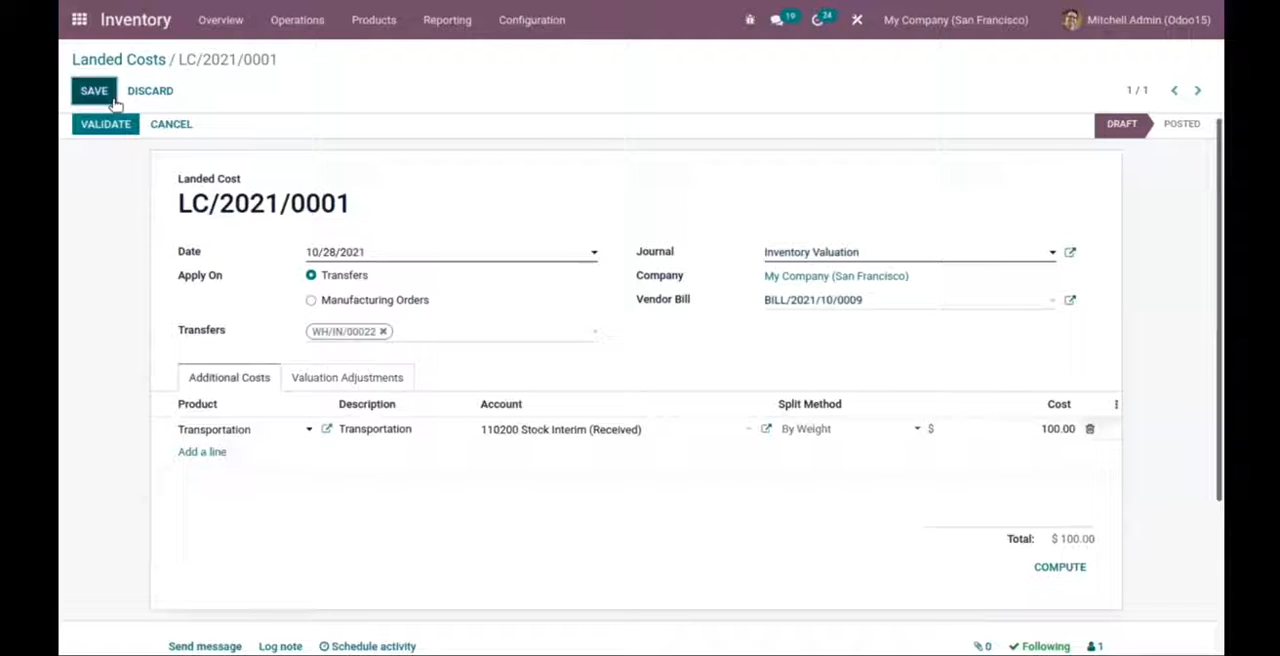 Inventory Overview Operations Products Reporting Configuration 19 24 My Company (San Francisco) Mitchell Admin (Odoo15)
Landed Costs / LC/2021/0001
SAVE DISCARD 1 / 1
VALIDATE CANCEL DRAFT POSTED
Landed Cost
LC/2021/0001
Date 10/28/2021 Journal Inventory Valuation
Apply On Transfers Company My Company (San Francisco)
Manufacturing Orders Vendor Bill BILL/2021/10/0009
Transfers WH/IN/00022
Additional Costs Valuation Adjustments
Product Description Account Split Method Cost
Transportation Transportation 110200 Stock Interim (Received) By Weight $ 100.00
Add a line
Total: $ 100.00
COMPUTE
Send message Log note Schedule activity 0 Following 1